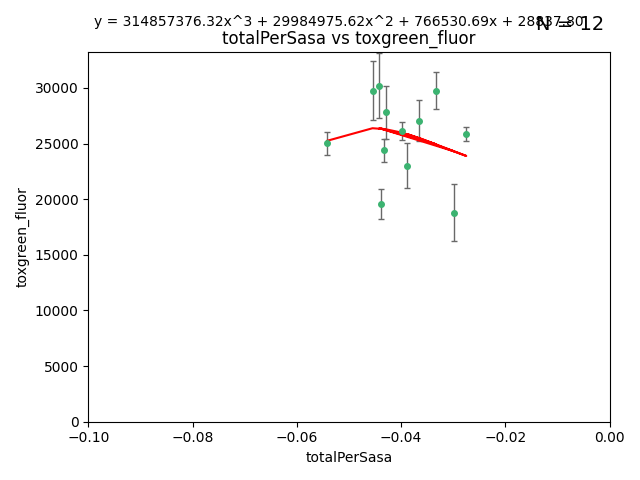 y = 314857376.32x^3 + 29984975.62x^2 + 766530.69x + 28837.80
N = 12
totalPerSasa vs toxgreen_fluor
30000
25000
20000
15000
10000
5000
0
toxgreen_fluor
−0.10 −0.08 −0.06 −0.04 −0.02 0.00
totalPerSasa